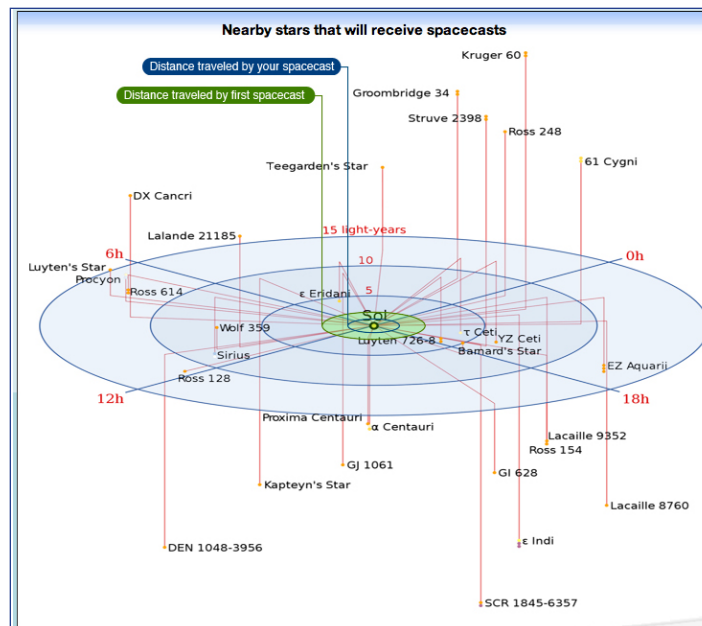 Nearby stars that will receive spacecasts
Kruger 60
Distance traveled by your spacecast
Distance traveled by first spacecast
Groombridge 34
Struve 2398
Ross 248
Teegarden's Star
61 Cygni
DX Cancri
Lalande 21185
15 light-years
6h
0h
10
Luyten's Star
Procyon
Ross 614
5
ε Eridani
Sol
Wolf 359
τ Ceti
Luyten 726-8
YZ Ceti
Barnard's Star
Sirius
EZ Aquarii
Ross 128
12h
18h
Proxima Centauri
α Centauri
Lacaille 9352
Ross 154
GJ 1061
GI 628
Kapteyn's Star
Lacaille 8760
ε Indi
DEN 1048-3956
SCR 1845-6357